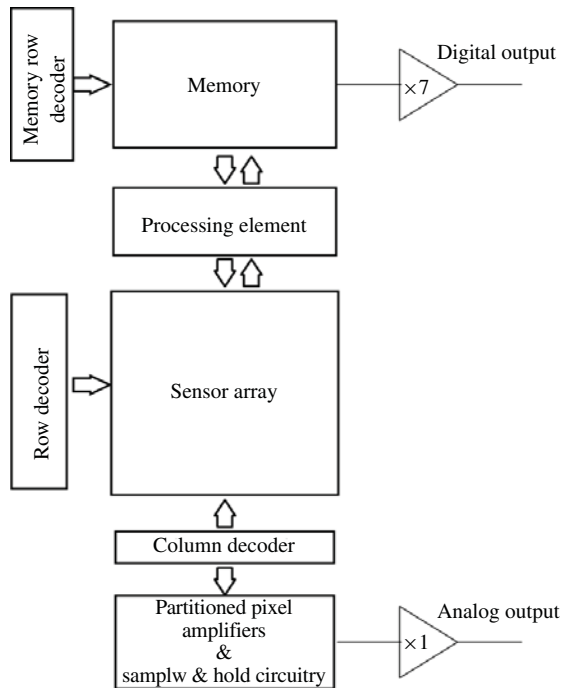 Memory row
decoder
Memory
×7
Digital output
Processing element
Row decoder
Sensor array
Column decoder
Partitioned pixel
amplifiers
&
samplw & hold circuitry
×1
Analog output